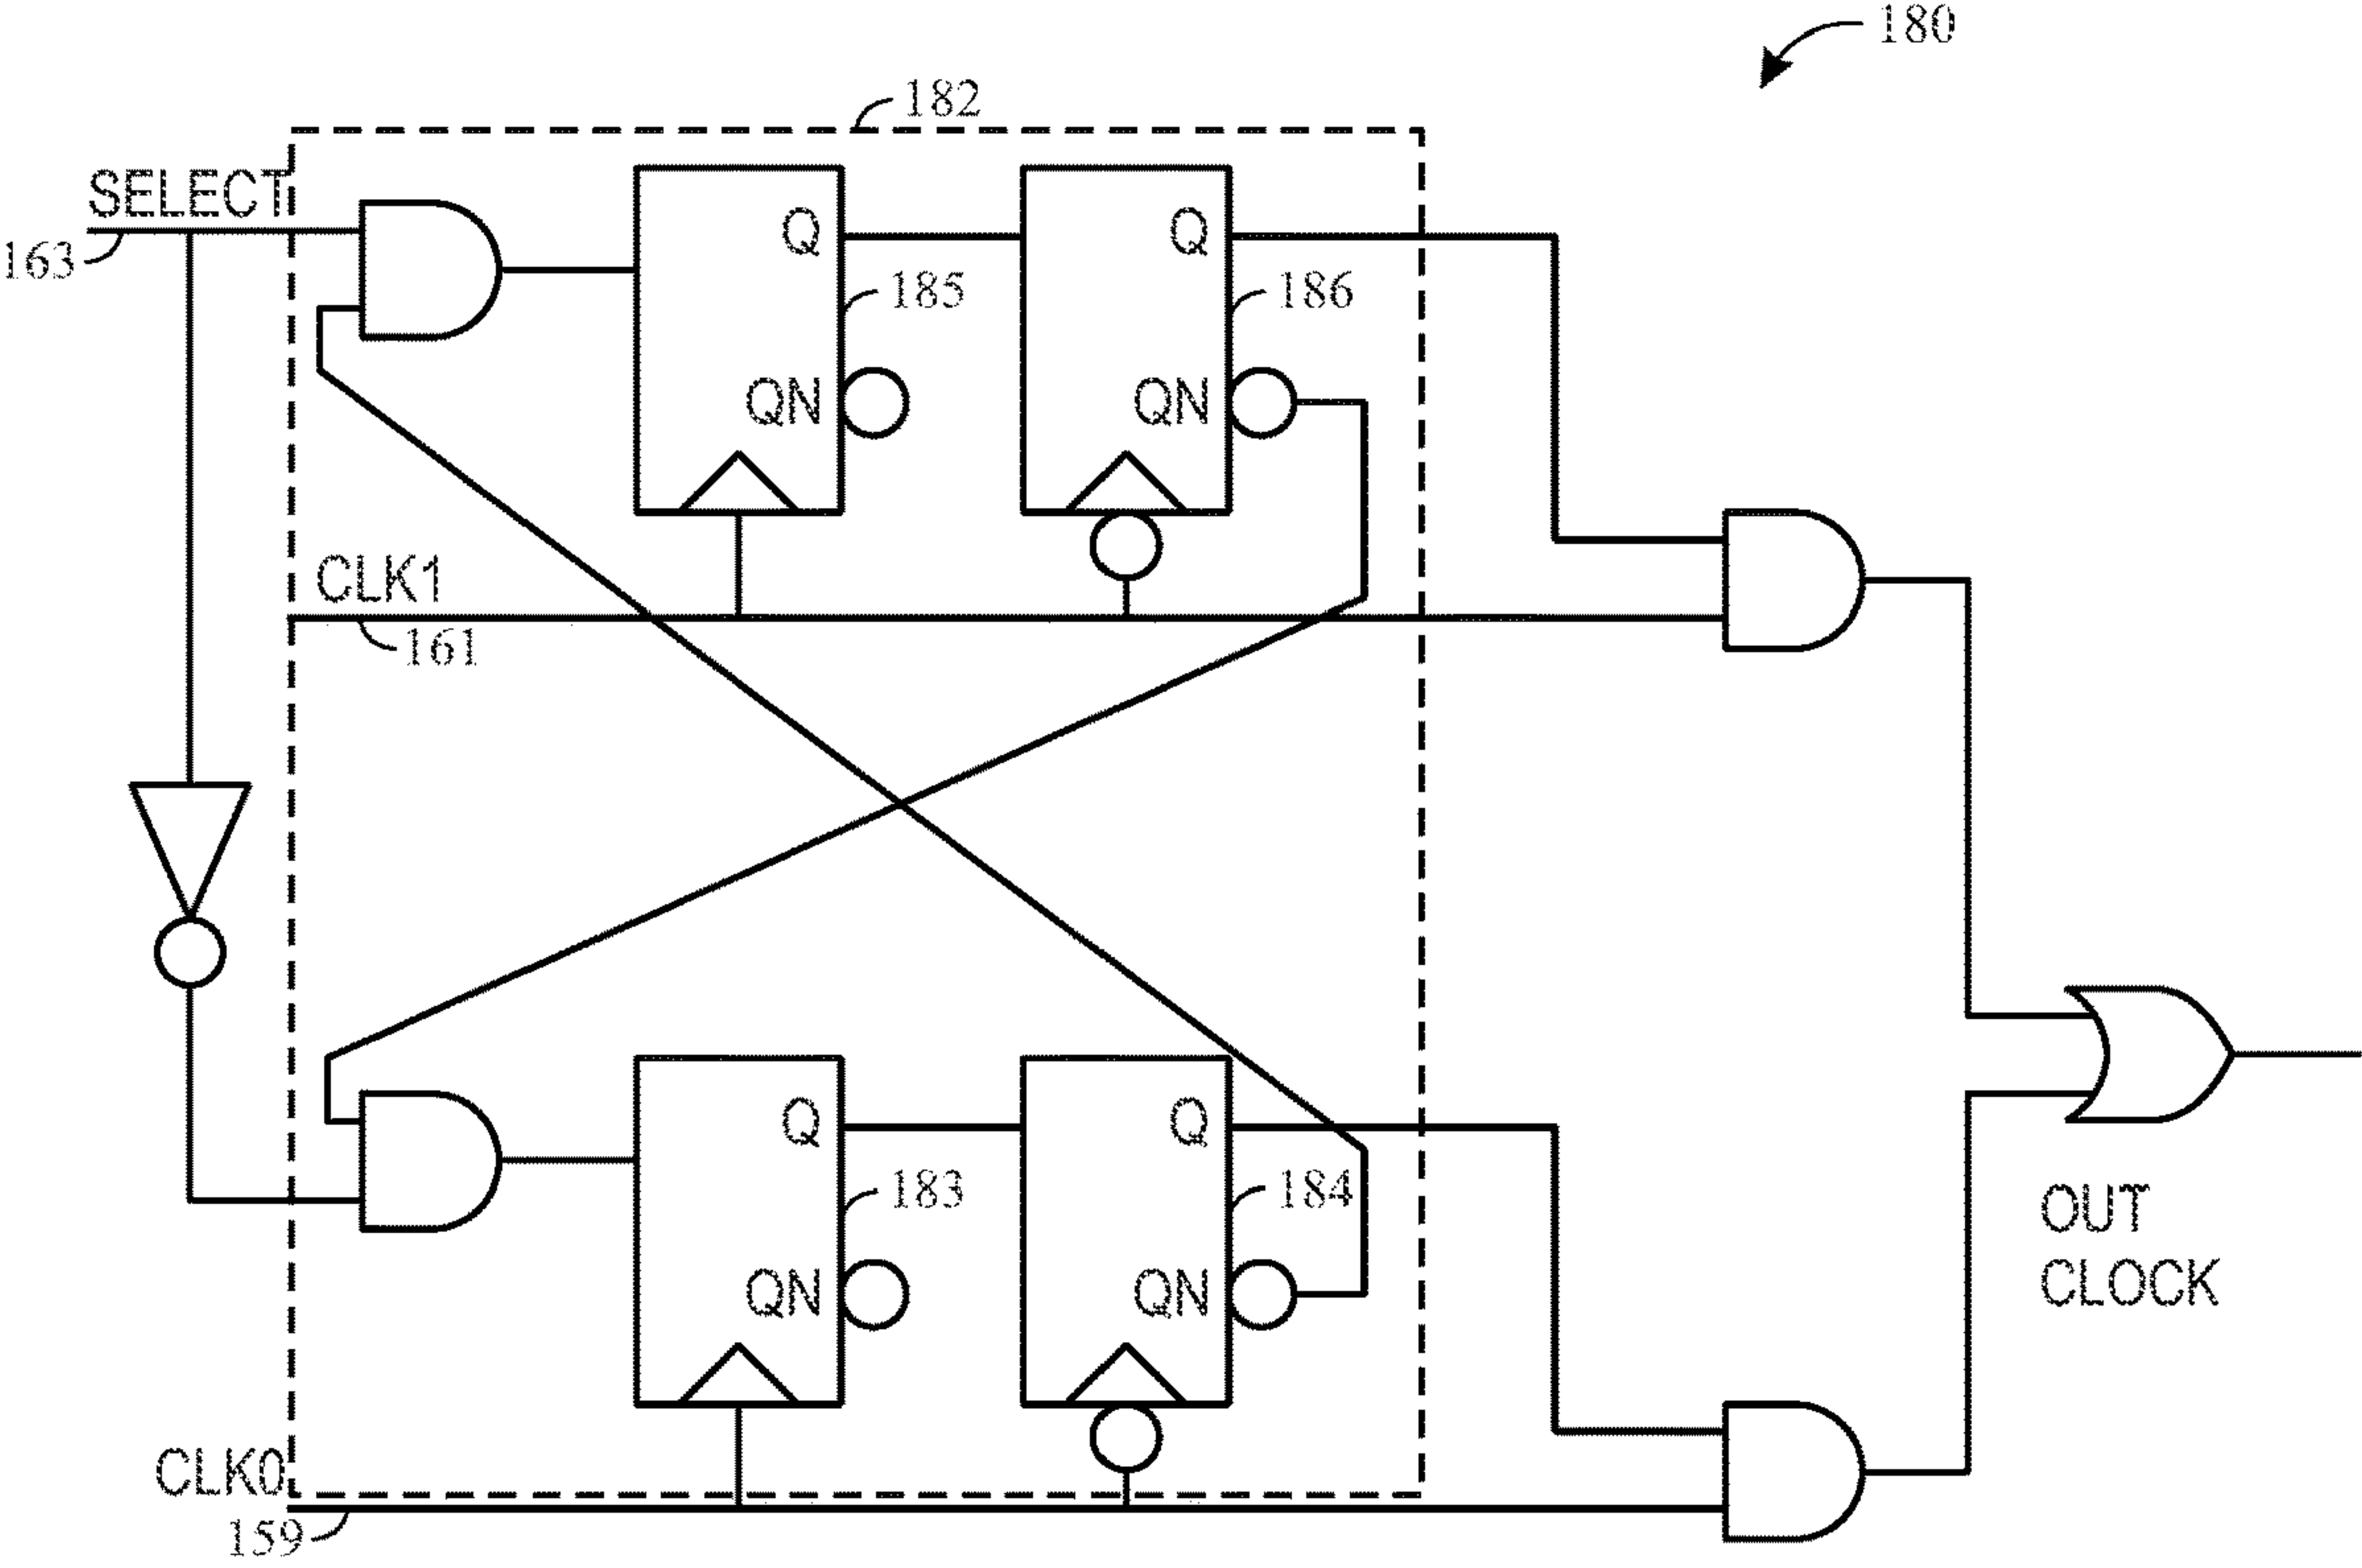 180
182
SELECT
163
Q
Q
185
186
QN
QN
CLK1
161
Q
Q
183
184
QN
QN
OUT
CLOCK
CLK0
159